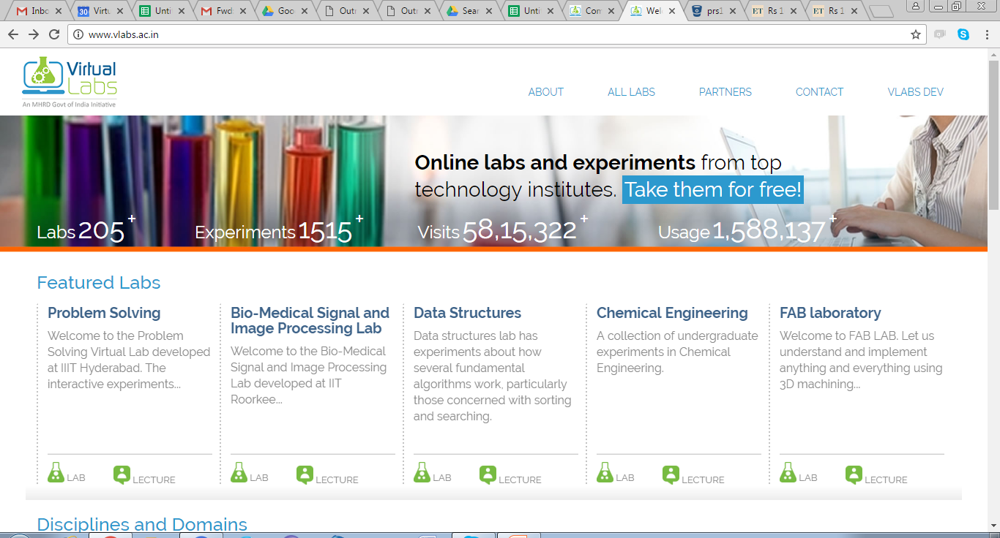 Inbo
30
Virtu
Unti
Fwd:
Goo
Outr
Outr
Sear
Unti
Com
Welc
prs1
ET
Rs 1
ET
Rs 1
www.vlabs.ac.in
Virtual
Labs
An MHRD Govt of India Initiative
ABOUT
ALL LABS
PARTNERS
CONTACT
VLABS DEV
Online labs and experiments from top
technology institutes. Take them for free!
Labs 205+
Experiments 1515+
Visits 58,15,322+
Usage 1,588,137+
Featured Labs
Problem Solving
Welcome to the Problem
Solving Virtual Lab developed
at IIIT Hyderabad. The
interactive experiments...
LAB
LECTURE
Bio-Medical Signal and
Image Processing Lab
Welcome to the Bio-Medical
Signal and Image Processing
Lab developed at IIT
Roorkee...
LAB
LECTURE
Data Structures
Data structures lab has
experiments about how
several fundamental
algorithms work, particularly
those concerned with sorting
and searching.
LAB
LECTURE
Chemical Engineering
A collection of undergraduate
experiments in Chemical
Engineering.
LAB
LECTURE
FAB laboratory
Welcome to FAB LAB. Let us
understand and implement
anything and everything using
3D machining...
LAB
LECTURE
Disciplines and Domains